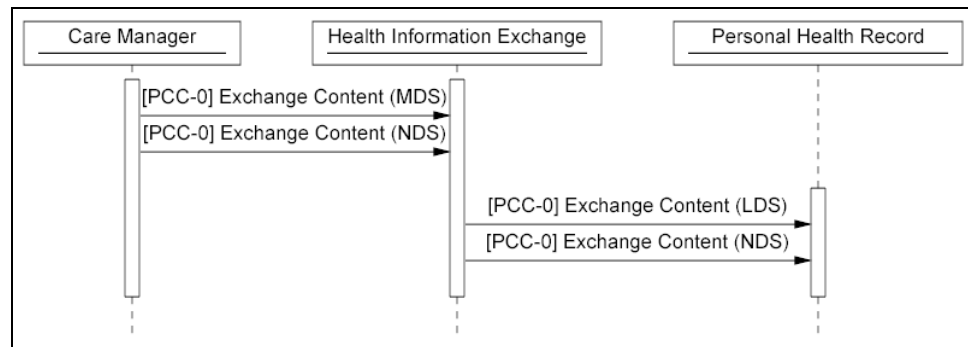 Care Manager
Health Information Exchange
Personal Health Record
[PCC-0] Exchange Content (MDS)
[PCC-0] Exchange Content (NDS)
[PCC-0] Exchange Content (LDS)
[PCC-0] Exchange Content (NDS)